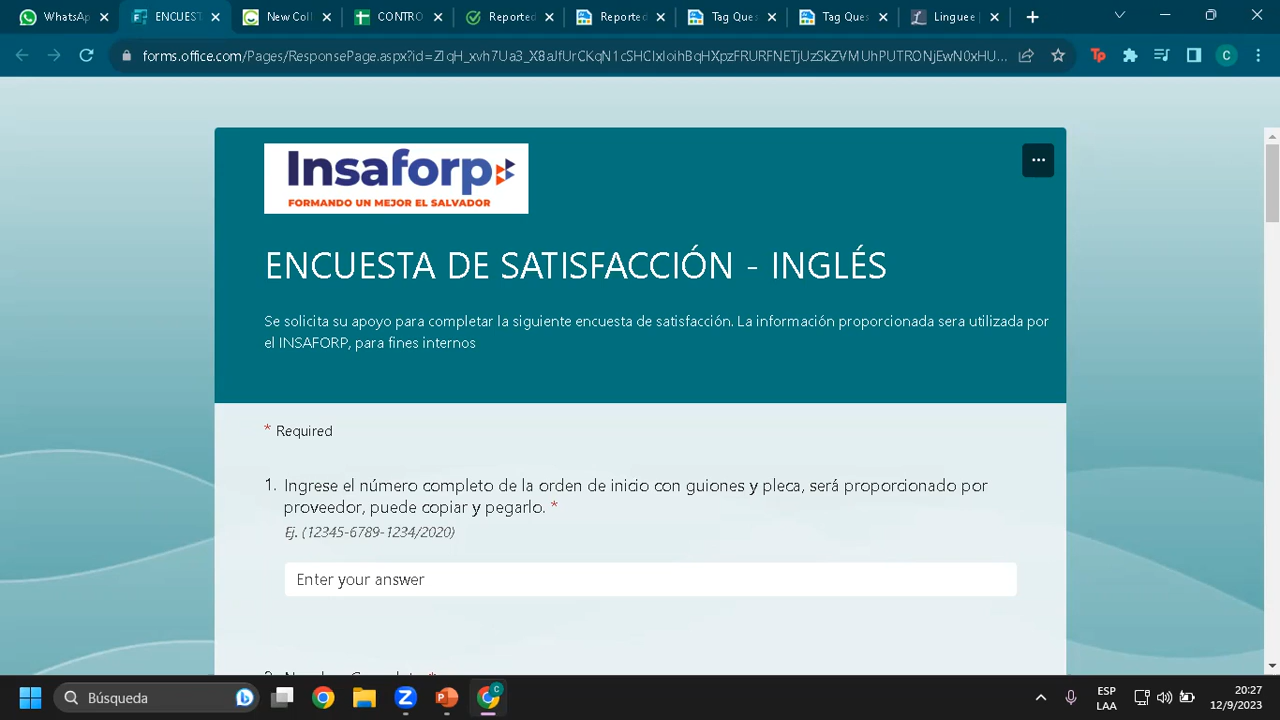 WhatsAp
ENCUEST
New Coll
CONTRO
Reported
Reported
Tag Ques
Tag Ques
Linguee |
forms.office.com/Pages/ResponsePage.aspx?id=
Insaforp
FORMANDO UN MEJOR EL SALVADOR
...
ENCUESTA DE SATISFACCIÓN - INGLÉS
Se solicita su apoyo para completar la siguiente encuesta de satisfacción. La información proporcionada sera utilizada por
el INSAFORP, para fines internos
* Required
1. Ingrese el número completo de la orden de inicio con guiones y pleca, será proporcionado por
proveedor, puede copiar y pegarlo. *
Ej. (12345-6789-1234/2020)
Enter your answer
Búsqueda
ESP
LAA
20:27
12/9/2023